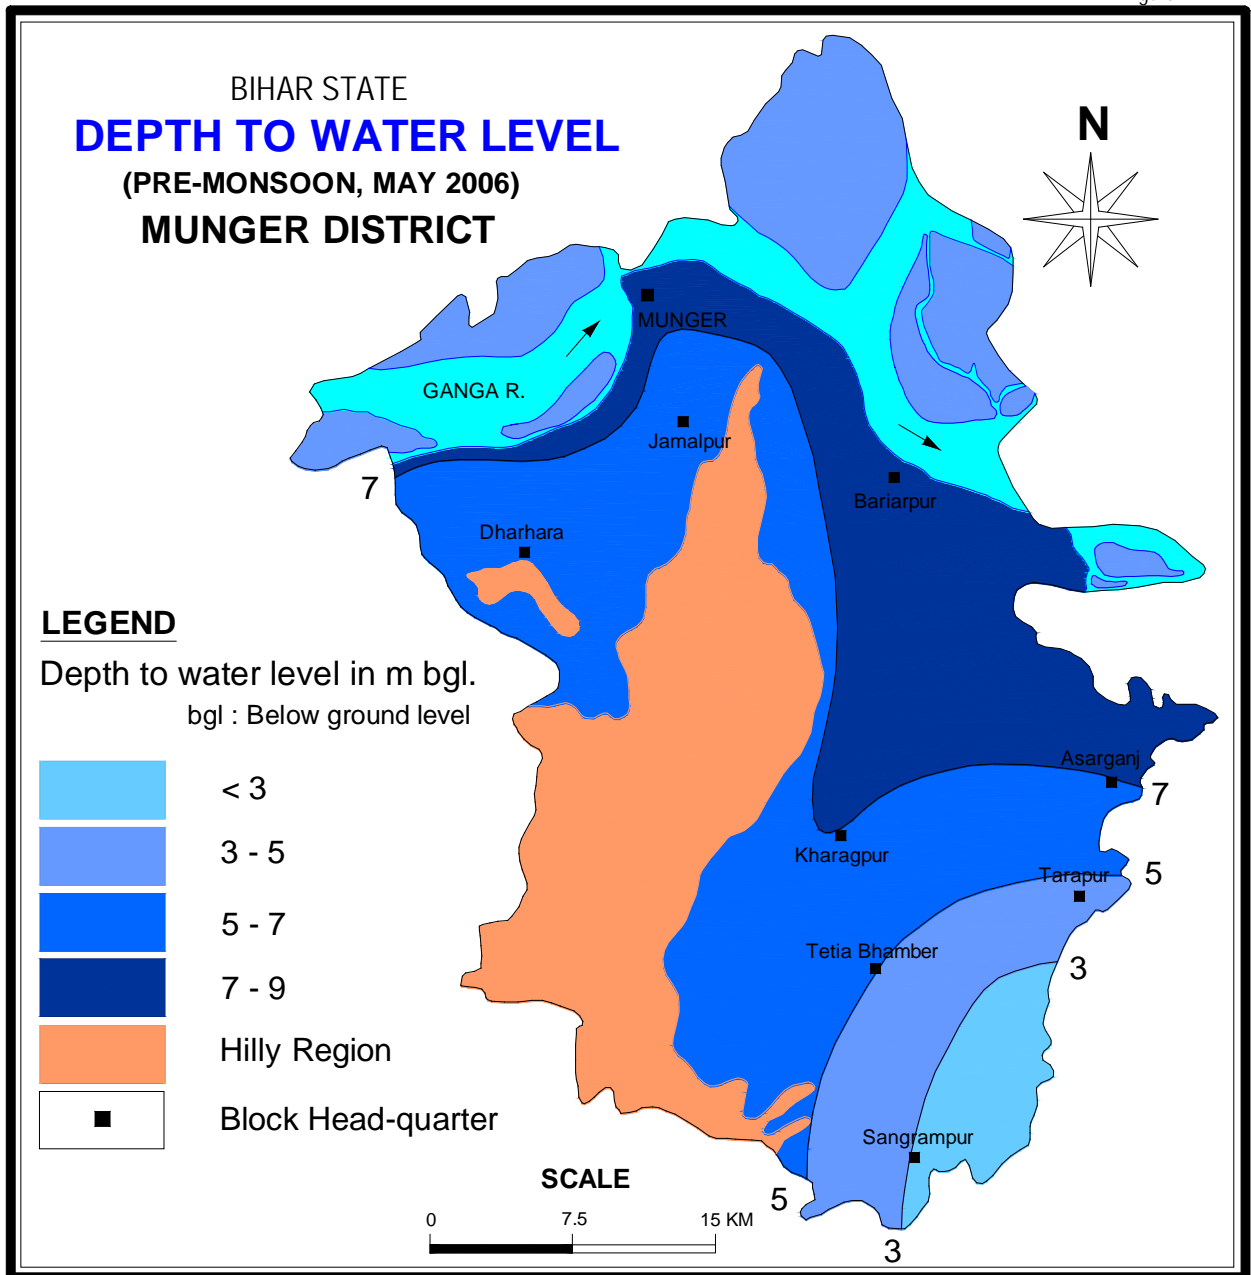 BIHAR STATE
DEPTH TO WATER LEVEL
(PRE-MONSOON, MAY 2006)
MUNGER DISTRICT
N
MUNGER
GANGA R.
Jamalpur
7
Bariarpur
Dharhara
LEGEND
Depth to water level in m bgl.
bgl : Below ground level
< 3
3 - 5
5 - 7
7 - 9
Hilly Region
Block Head-quarter
Asarganj
7
Kharagpur
5
Tarapur
Tetia Bhamber
3
Sangrampur
5
3
SCALE
0 7.5 15 KM